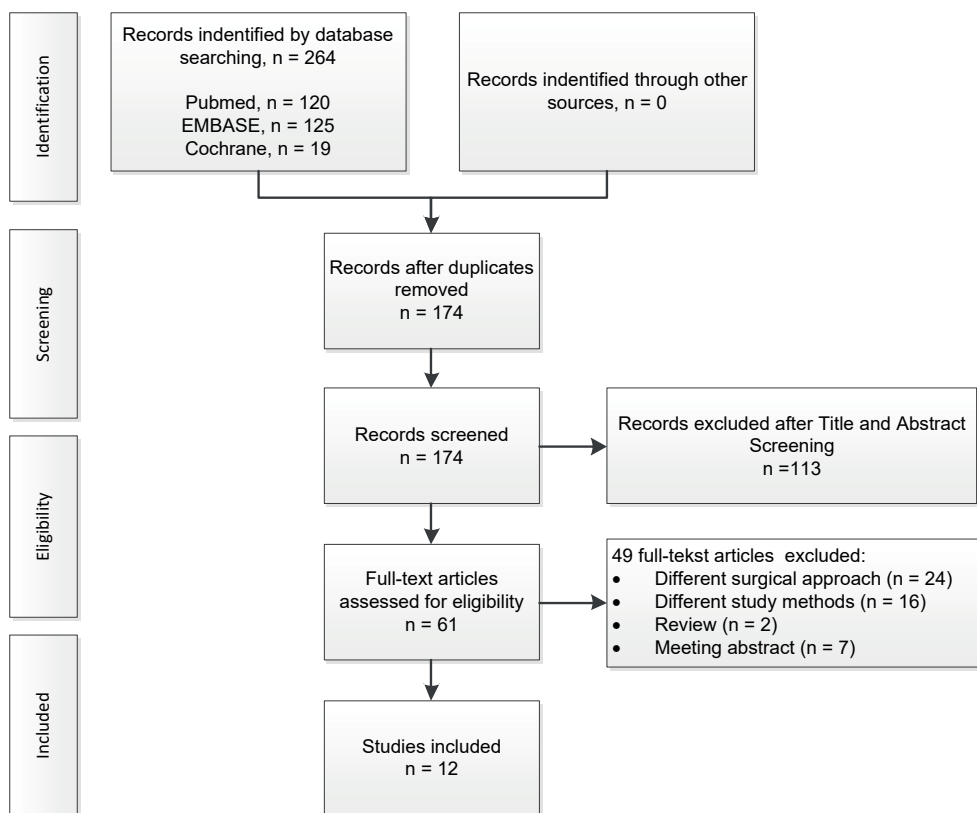 Identification
Records indentified by database
searching, n = 264
Pubmed, n = 120
EMBASE, n = 125
Cochrane, n = 19
Records indentified through other
sources, n = 0
Screening
Records after duplicates
removed
n = 174
Records screened
n = 174
Records excluded after Title and Abstract
Screening
n =113
Eligibility
Full-text articles
assessed for eligibility
n = 61
49 full-tekst articles  excluded:
• Different surgical approach (n = 24)
• Different study methods (n = 16)
• Review (n = 2)
• Meeting abstract (n = 7)
Included
Studies included
n = 12